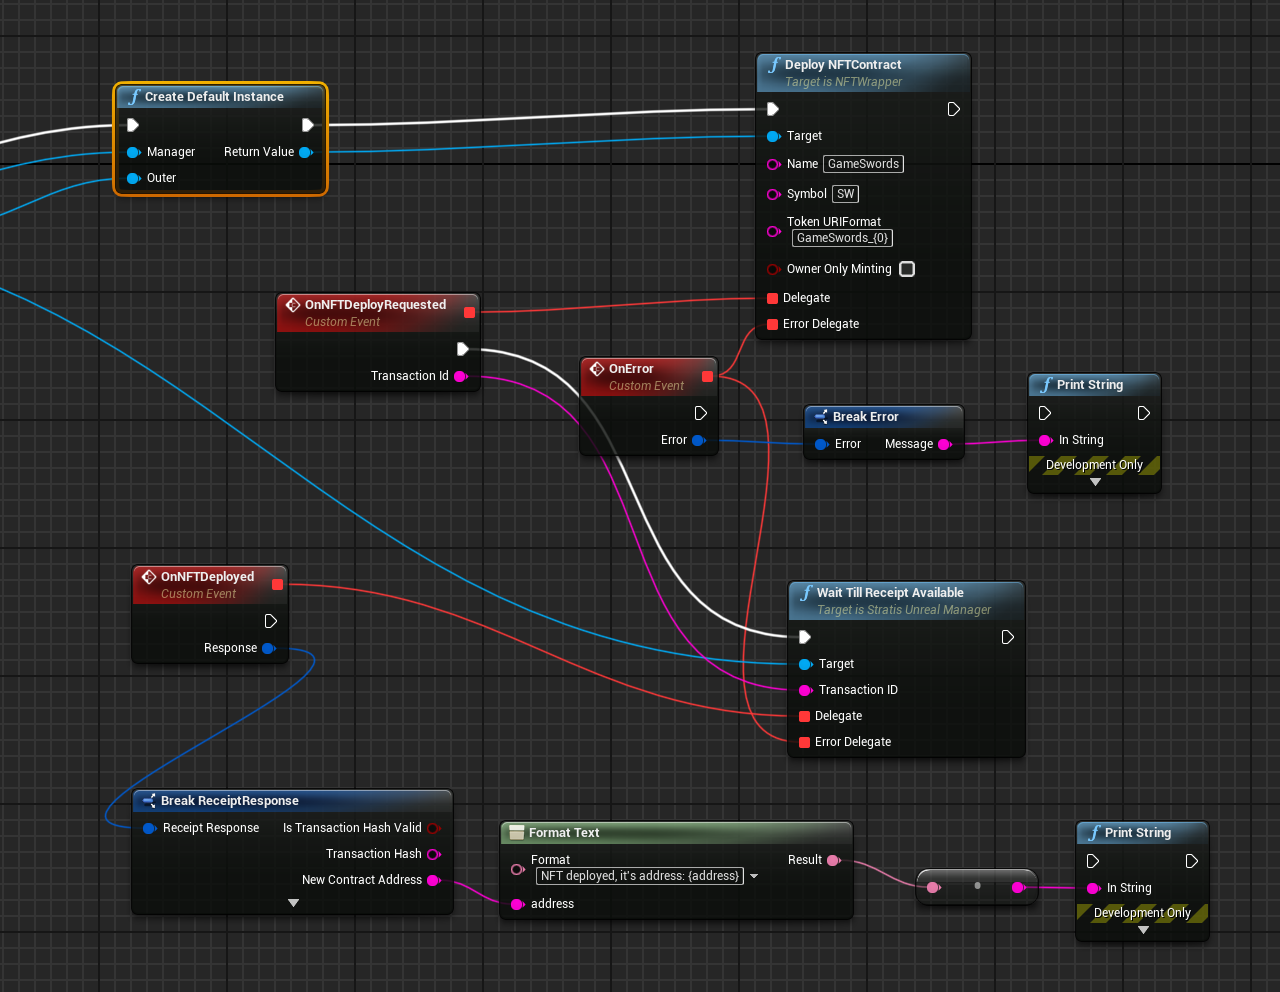 Create Default Instance
Manager
Return Value
Outer
Deploy NFTContract
Target is NFTWrapper
Target
Name GameSwords
Symbol SW
Token URIFormat
GameSwords_{0}
Owner Only Minting
Delegate
Error Delegate
OnNFTDeployRequested
Custom Event
Transaction Id
OnError
Custom Event
Error
Break Error
Error
Message
Print String
In String
Development Only
OnNFTDeployed
Custom Event
Response
Wait Till Receipt Available
Target is Stratis Unreal Manager
Target
Transaction ID
Delegate
Error Delegate
Break ReceiptResponse
Receipt Response
Is Transaction Hash Valid
Transaction Hash
New Contract Address
Format Text
Format
NFT deployed, it's address: {address}
Result
address
Print String
In String
Development Only